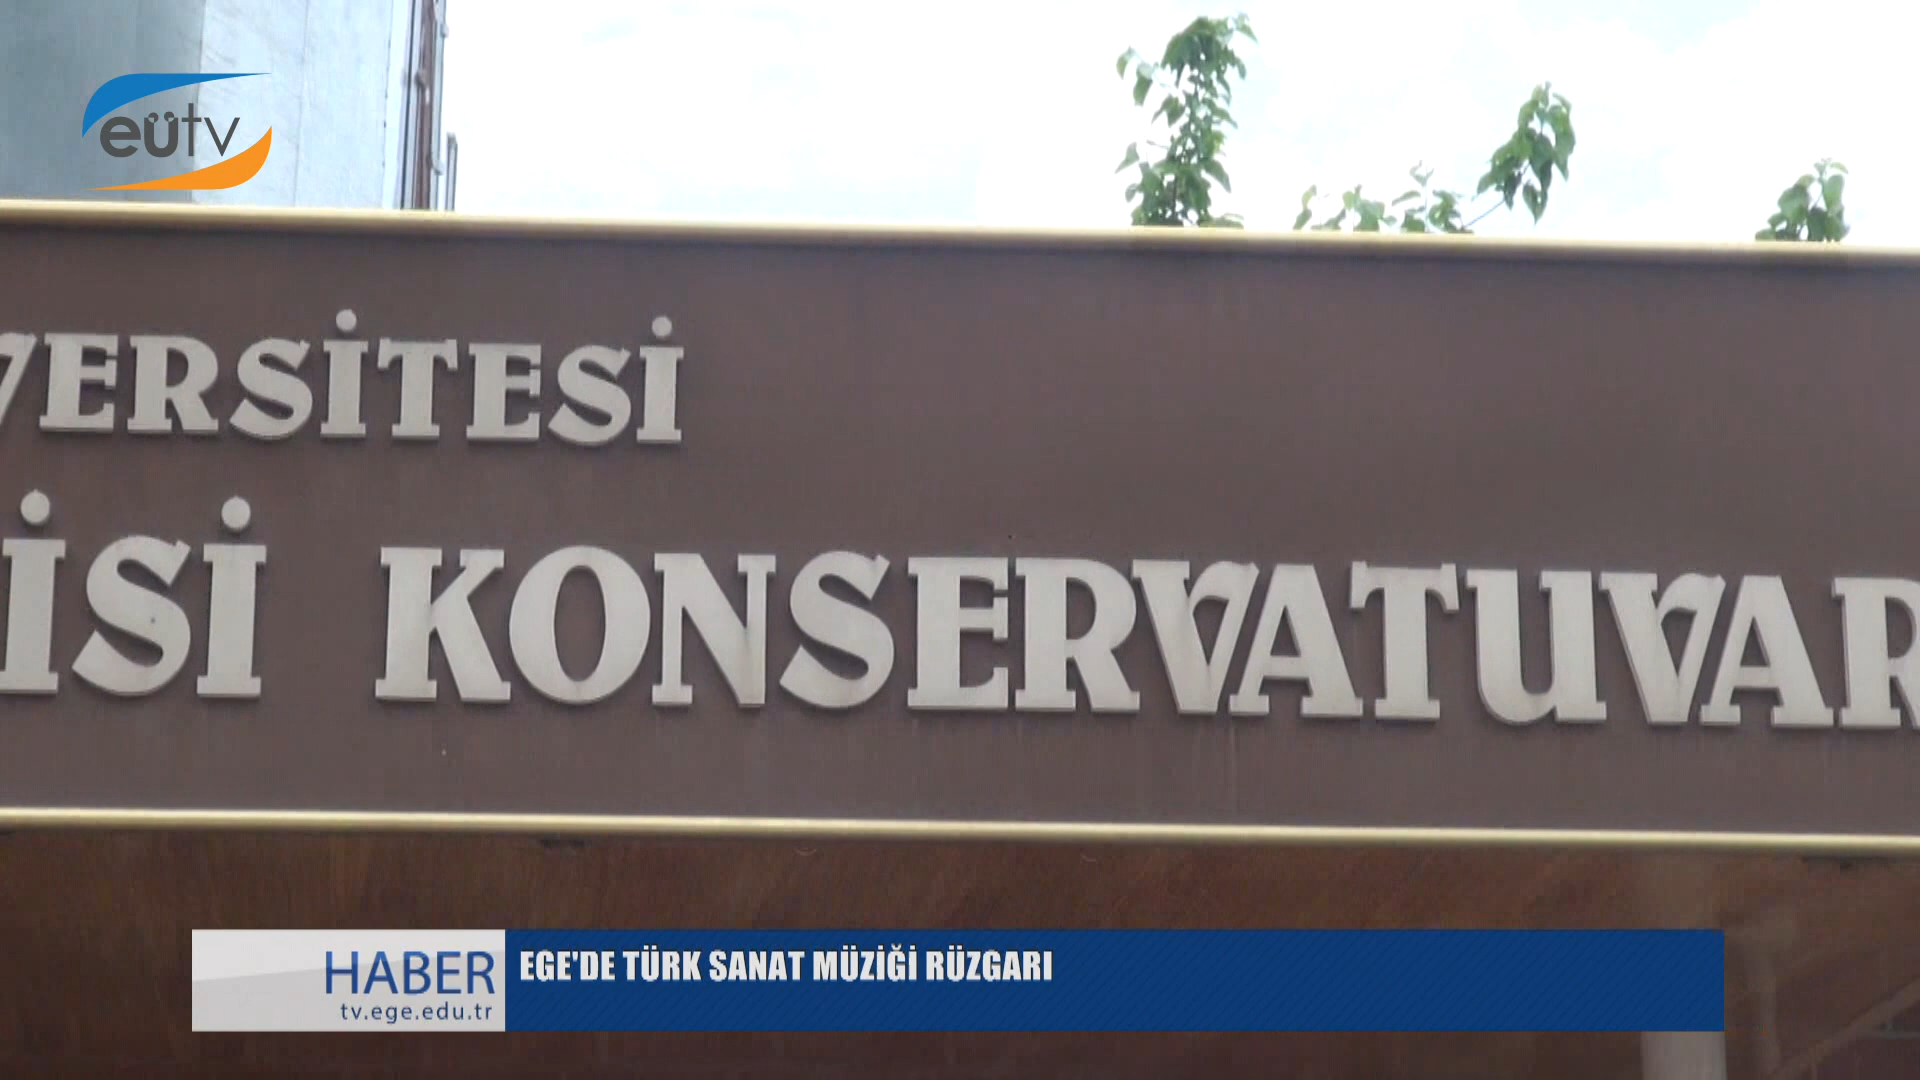 eütv
VERSİTESİ
İSİ KONSERVATUVAR
HABER
tv.ege.edu.tr
EGE'DE TÜRK SANAT MÜZİĞİ RÜZGARI